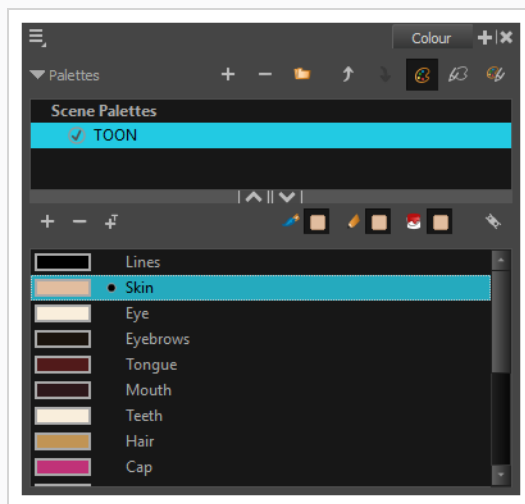 Colour
Palettes
Scene Palettes
TOON
T
Lines
Skin
Eye
Eyebrows
Tongue
Mouth
Teeth
Hair
Cap